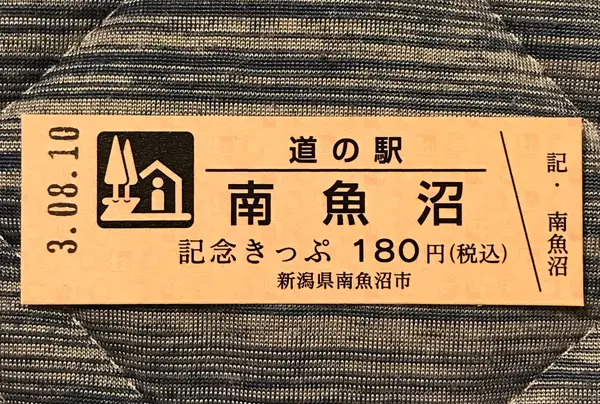 3.08.10
道の駅
南魚沼
記念きっぷ 180円(税込)
新潟県南魚沼市
記・南魚沼